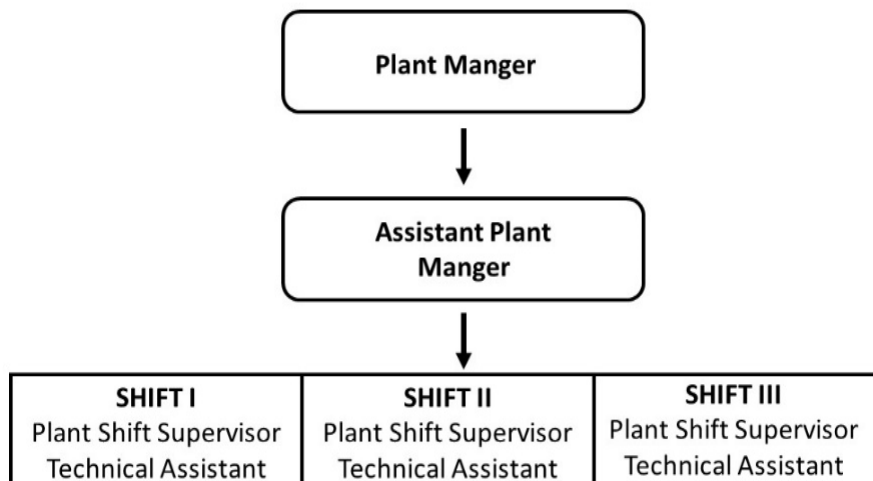 Plant Manger
Assistant Plant
Manger
SHIFT I
Plant Shift Supervisor
Technical Assistant
SHIFT II
Plant Shift Supervisor
Technical Assistant
SHIFT III
Plant Shift Supervisor
Technical Assistant